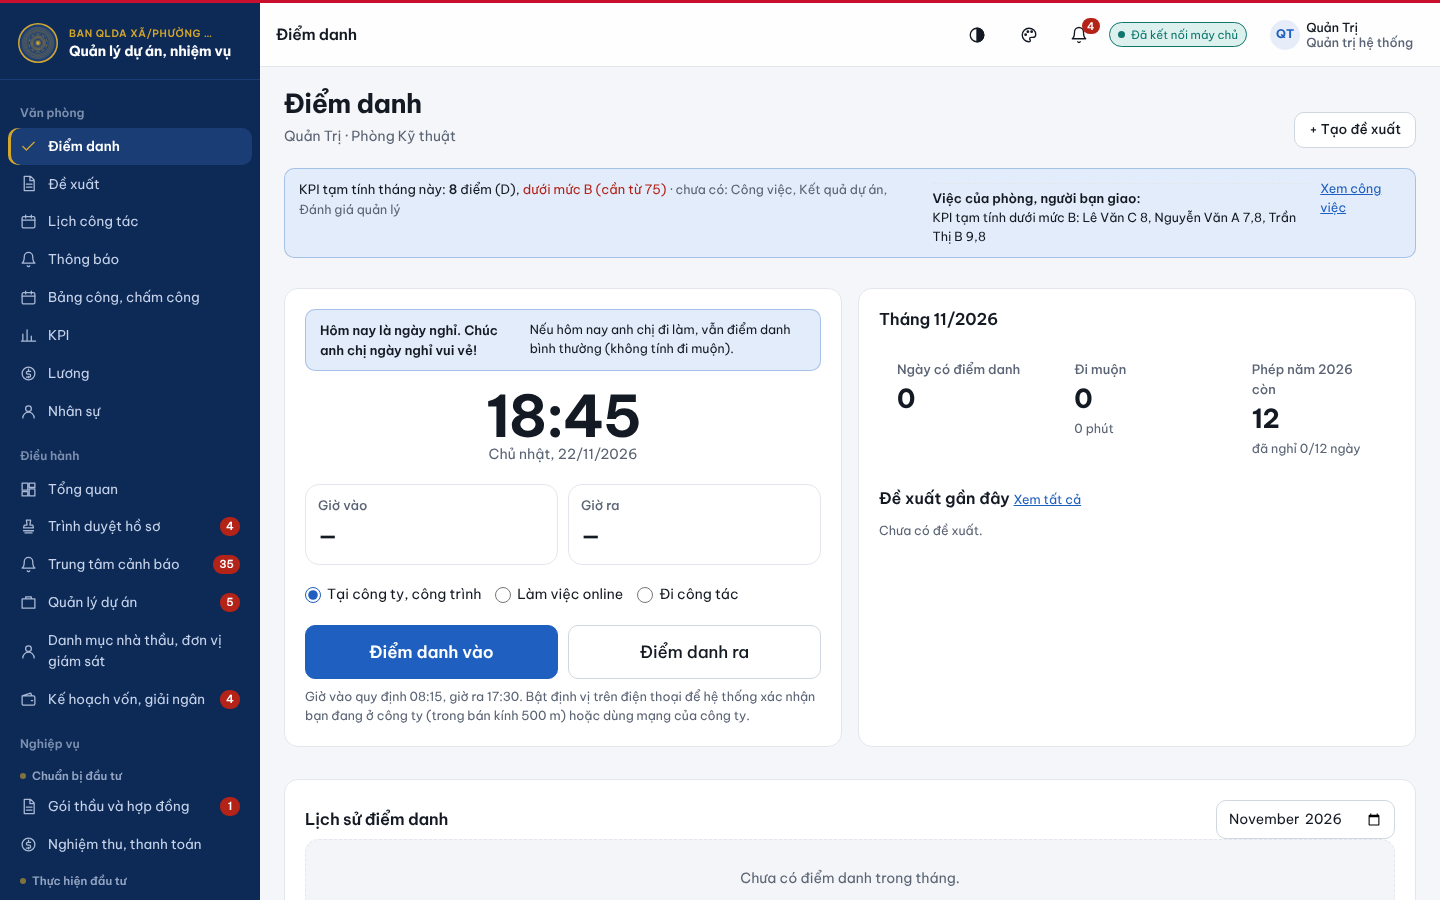 BAN QLDA XÃ/PHƯỜNG ...
Quản lý dự án, nhiệm vụ
Văn phòng
Điểm danh
Đề xuất
Lịch công tác
Thông báo
Bảng công, chấm công
KPI
Lương
Nhân sự
Điều hành
Tổng quan
Trình duyệt hồ sơ 4
Trung tâm cảnh báo 35
Quản lý dự án 5
Danh mục nhà thầu, đơn vị
giám sát
Kế hoạch vốn, giải ngân 4
Nghiệp vụ
Chuẩn bị đầu tư
Gói thầu và hợp đồng 1
Nghiệm thu, thanh toán
Thực hiện đầu tư
Điểm danh
4
Đã kết nối máy chủ
QT
Quản Trị
Quản trị hệ thống
Điểm danh
Quản Trị · Phòng Kỹ thuật
+ Tạo đề xuất
KPI tạm tính tháng này: 8 điểm (D), dưới mức B (cần từ 75) · chưa có: Công việc, Kết quả dự án,
Đánh giá quản lý
Việc của phòng, người bạn giao:
KPI tạm tính dưới mức B: Lê Văn C 8, Nguyễn Văn A 7,8, Trần
Thị B 9,8
Xem công
việc
Hôm nay là ngày nghỉ. Chúc
anh chị ngày nghỉ vui vẻ!
Nếu hôm nay anh chị đi làm, vẫn điểm danh
bình thường (không tính đi muộn).
18:45
Chủ nhật, 22/11/2026
Giờ vào
–
Giờ ra
–
Tại công ty, công trình
Làm việc online
Đi công tác
Điểm danh vào
Điểm danh ra
Giờ vào quy định 08:15, giờ ra 17:30. Bật định vị trên điện thoại để hệ thống xác nhận
bạn đang ở công ty (trong bán kính 500 m) hoặc dùng mạng của công ty.
Tháng 11/2026
Ngày có điểm danh
0
Đi muộn
0
0 phút
Phép năm 2026
còn
12
đã nghỉ 0/12 ngày
Đề xuất gần đây Xem tất cả
Chưa có đề xuất.
Lịch sử điểm danh
November 2026
Chưa có điểm danh trong tháng.